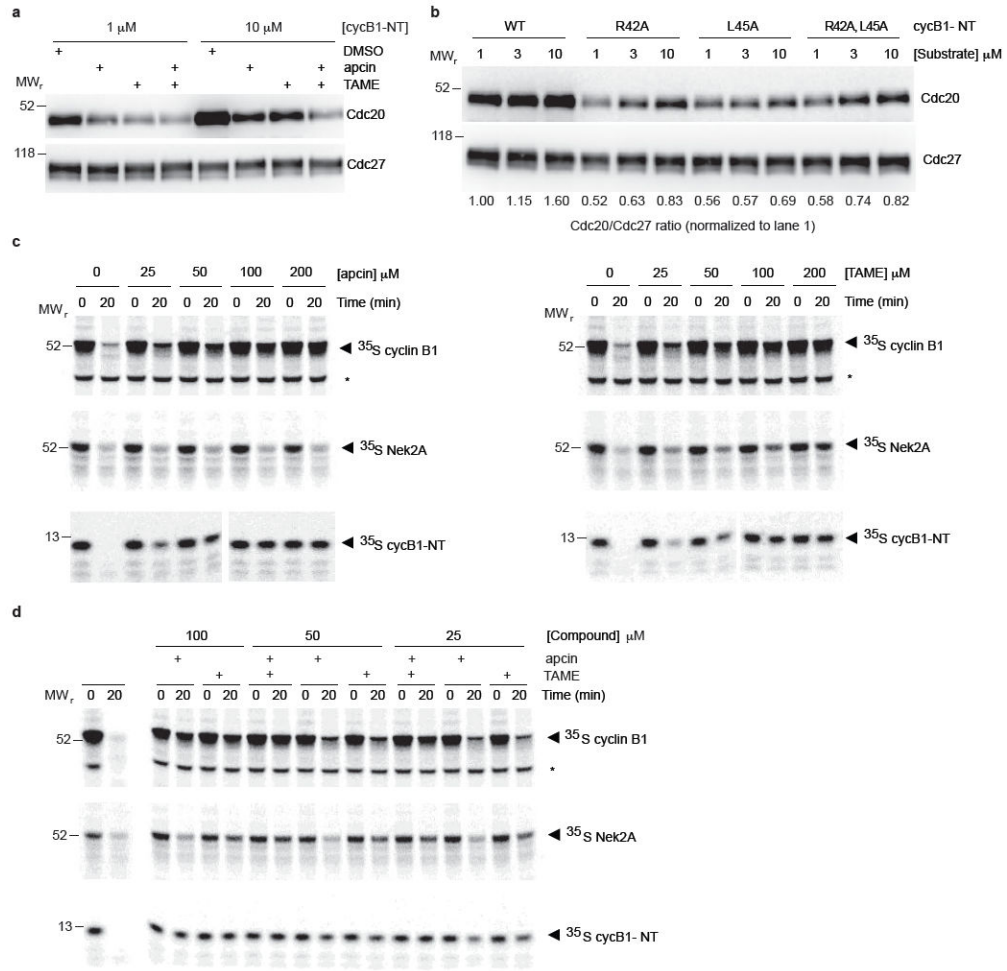 a
1 μM 10 μM [cycB1-NT]
+ + DMSO
+ + + + apcin
+ + + + TAME
MWr
52 Cdc20
118 Cdc27
b
WT R42A L45A R42A, L45A cycB1- NT
1 3 10 1 3 10 1 3 10 1 3 10 [Substrate] μM
MWr
52 Cdc20
118 Cdc27
1.00 1.15 1.60 0.52 0.63 0.83 0.56 0.57 0.69 0.58 0.74 0.82
Cdc20/Cdc27 ratio (normalized to lane 1)
c
0 25 50 100 200 [apcin] μM
0 20 0 20 0 20 0 20 0 20 Time (min)
MWr
52 35S cyclin B1
*
52 35S Nek2A
13 35S cycB1-NT
0 25 50 100 200 [TAME] μM
0 20 0 20 0 20 0 20 0 20 Time (min)
MWr
52 35S cyclin B1
*
52 35S Nek2A
13 35S cycB1-NT
d
100 50 25 [Compound] μM
+ + + + + apcin
+ + + + + TAME
MWr 0 20 0 20 0 20 0 20 0 20 0 20 0 20 0 20 0 20 Time (min)
52 35S cyclin B1
*
52 35S Nek2A
13 35S cycB1- NT